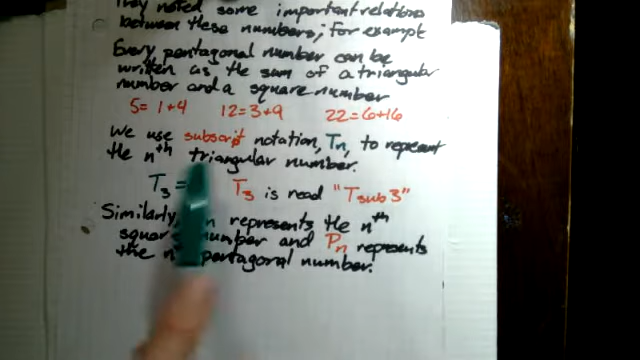 They noted some important relations
between these numbers; for exampl
Every pentagonal number can be
written as the sum of a triangular
number and a square number
5=1+4 12=3+9 22=6+16
We use subscript notation, Tn, to represent
the nth triangular number.
T3 = T3 is read "T sub 3"
Similarly, n represents the nth
square number and Pn represents
the n pentagonal number.